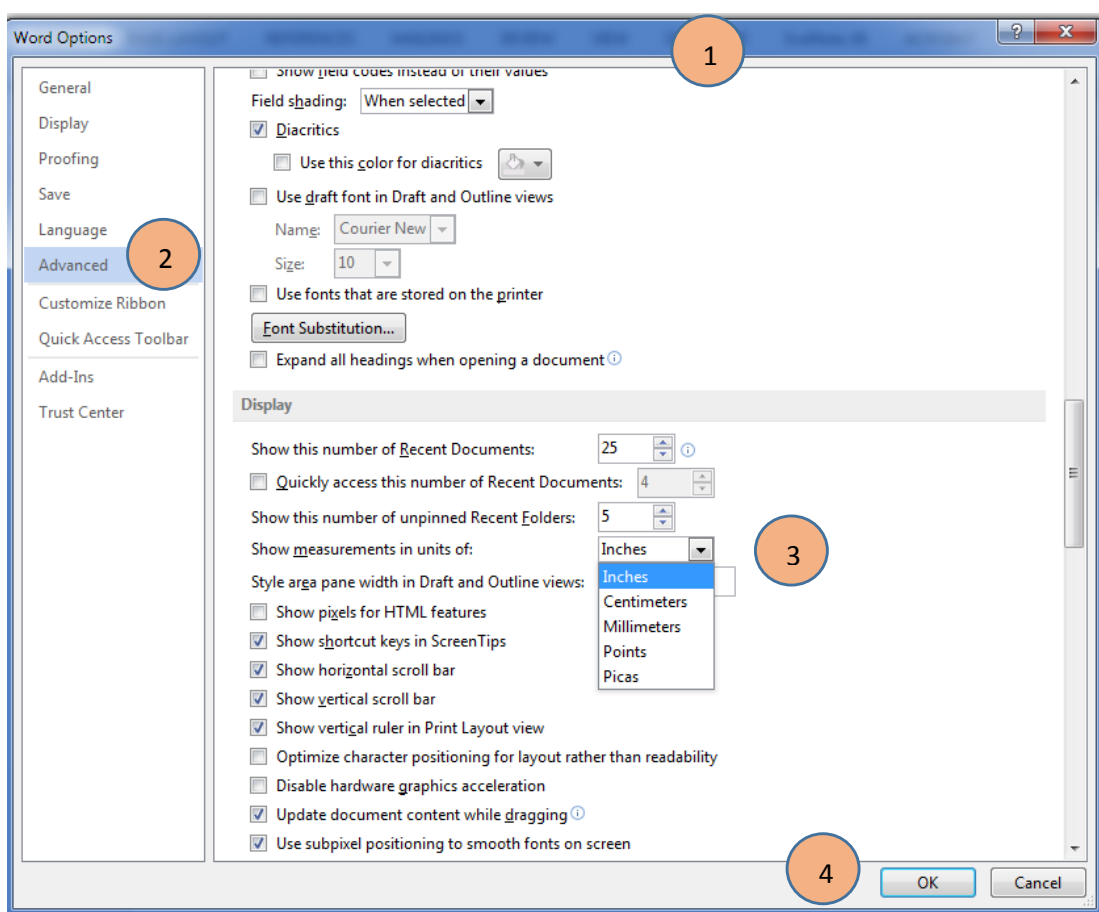 Word Options
1
General
Display
Proofing
Save
Language
Advanced
2
Customize Ribbon
Quick Access Toolbar
Add-Ins
Trust Center
Show field codes instead of their values
Field shading: When selected
Diacritics
Use this color for diacritics
Use draft font in Draft and Outline views
Name: Courier New
Size: 10
Use fonts that are stored on the printer
Font Substitution...
Expand all headings when opening a document
Display
Show this number of Recent Documents: 25
Quickly access this number of Recent Documents: 4
Show this number of unpinned Recent Folders: 5
Show measurements in units of: Inches
3
Style area pane width in Draft and Outline views:
Inches
Centimeters
Millimeters
Points
Picas
Show pixels for HTML features
Show shortcut keys in ScreenTips
Show horizontal scroll bar
Show vertical scroll bar
Show vertical ruler in Print Layout view
Optimize character positioning for layout rather than readability
Disable hardware graphics acceleration
Update document content while dragging
Use subpixel positioning to smooth fonts on screen
4
OK Cancel